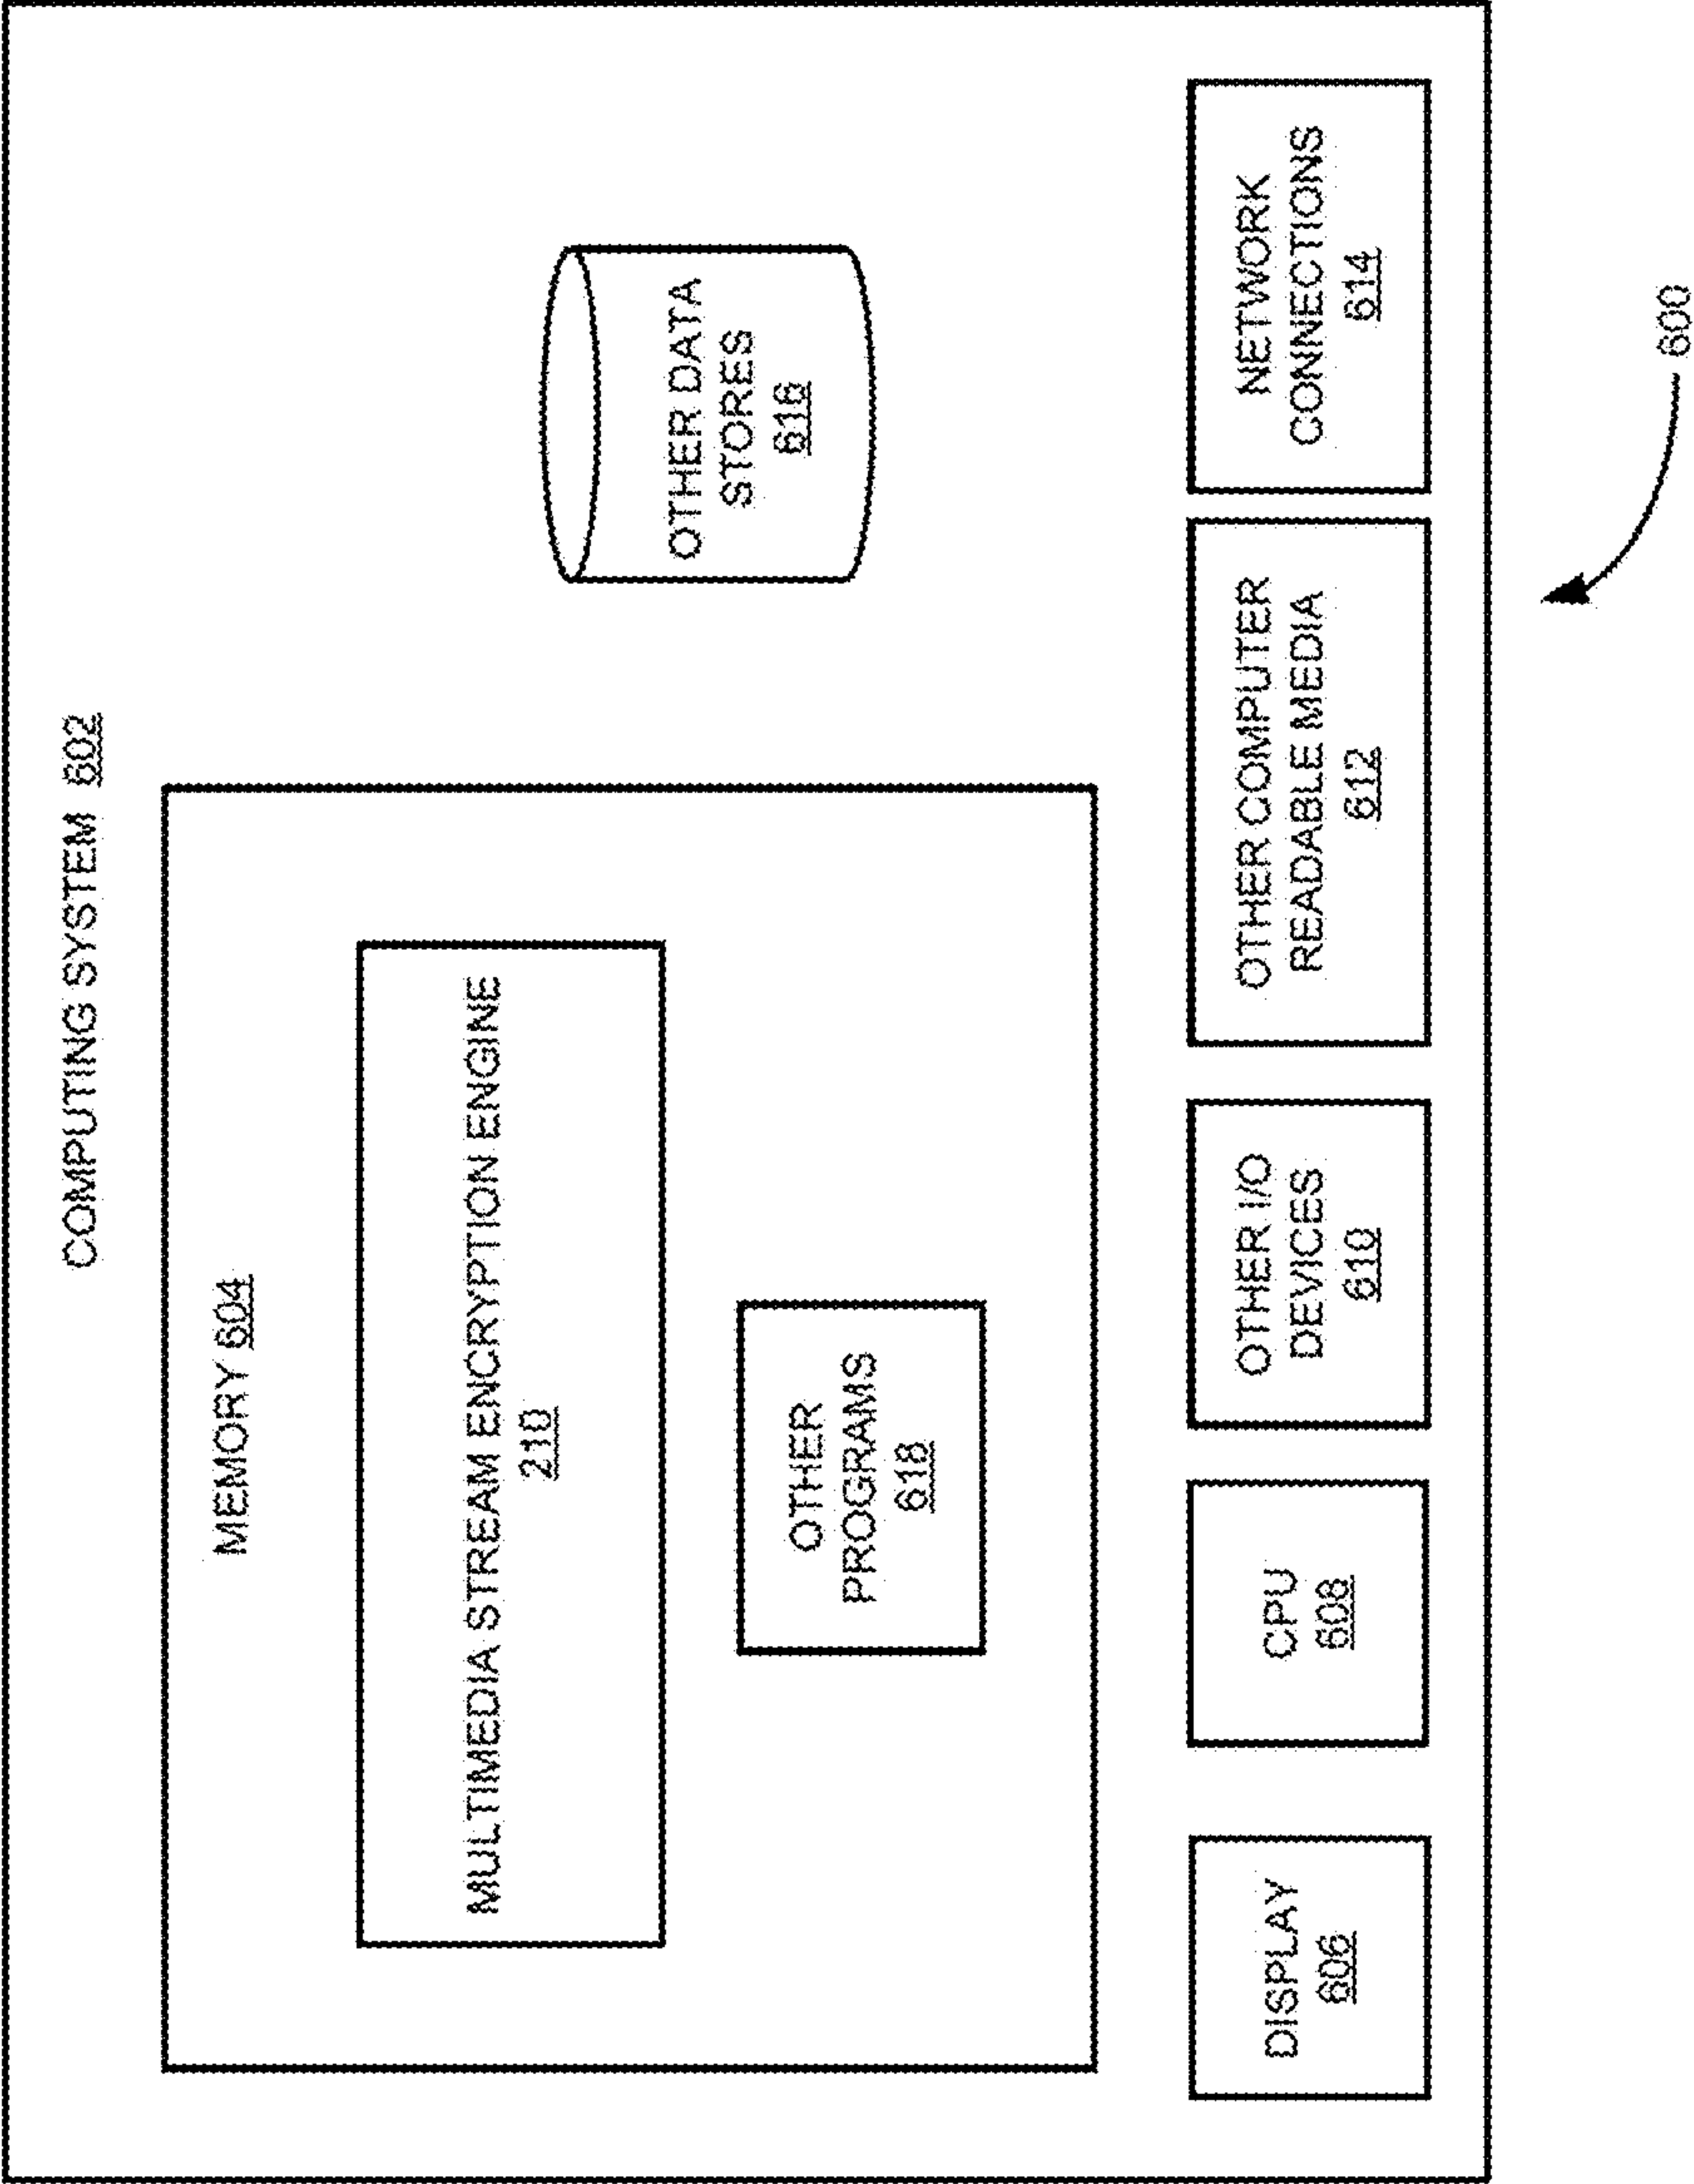 COMPUTING SYSTEM 602
MEMORY 604
MULTIMEDIA STREAM ENCRYPTION ENGINE
210
OTHER
PROGRAMS
618
OTHER DATA
STORES
616
DISPLAY
606
CPU
608
OTHER I/O
DEVICES
610
OTHER COMPUTER
READABLE MEDIA
612
NETWORK
CONNECTIONS
614
600